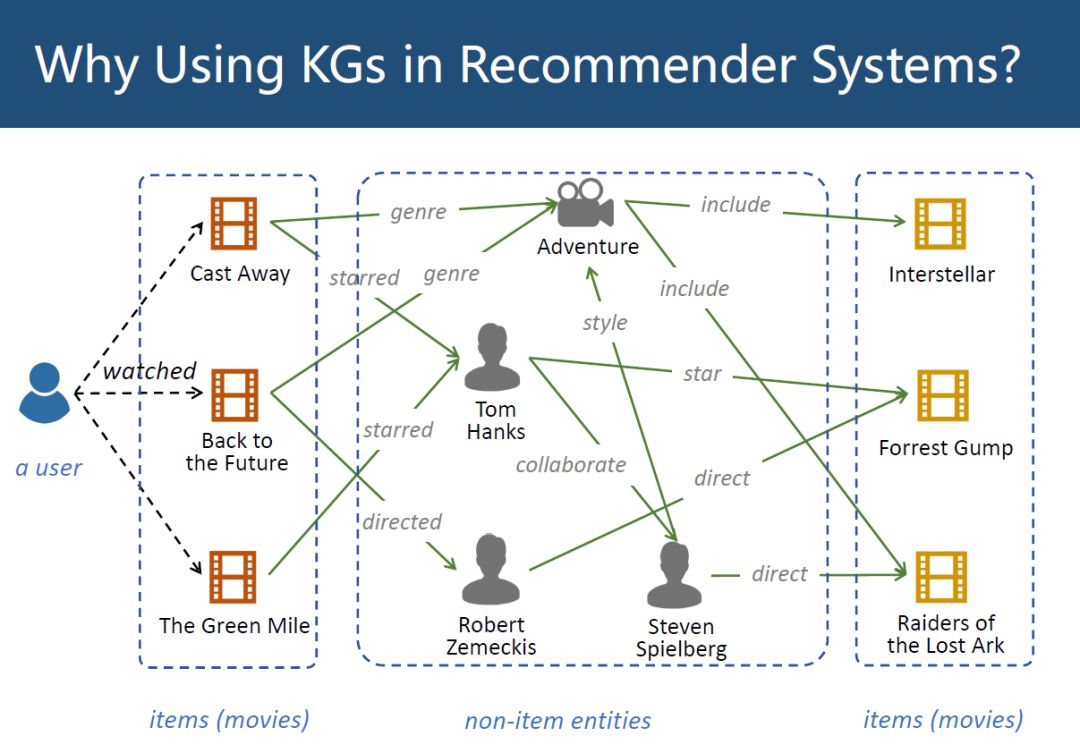 Why Using KGs in Recommender Systems?
genre
include
Adventure
Cast Away
Interstellar
starred
genre
include
style
watched
star
Tom
Hanks
starred
Back to
the Future
Forrest Gump
a user
collaborate
direct
directed
direct
The Green Mile
Robert
Zemeckis
Steven
Spielberg
Raiders of
the Lost Ark
items (movies)
non-item entities
items (movies)